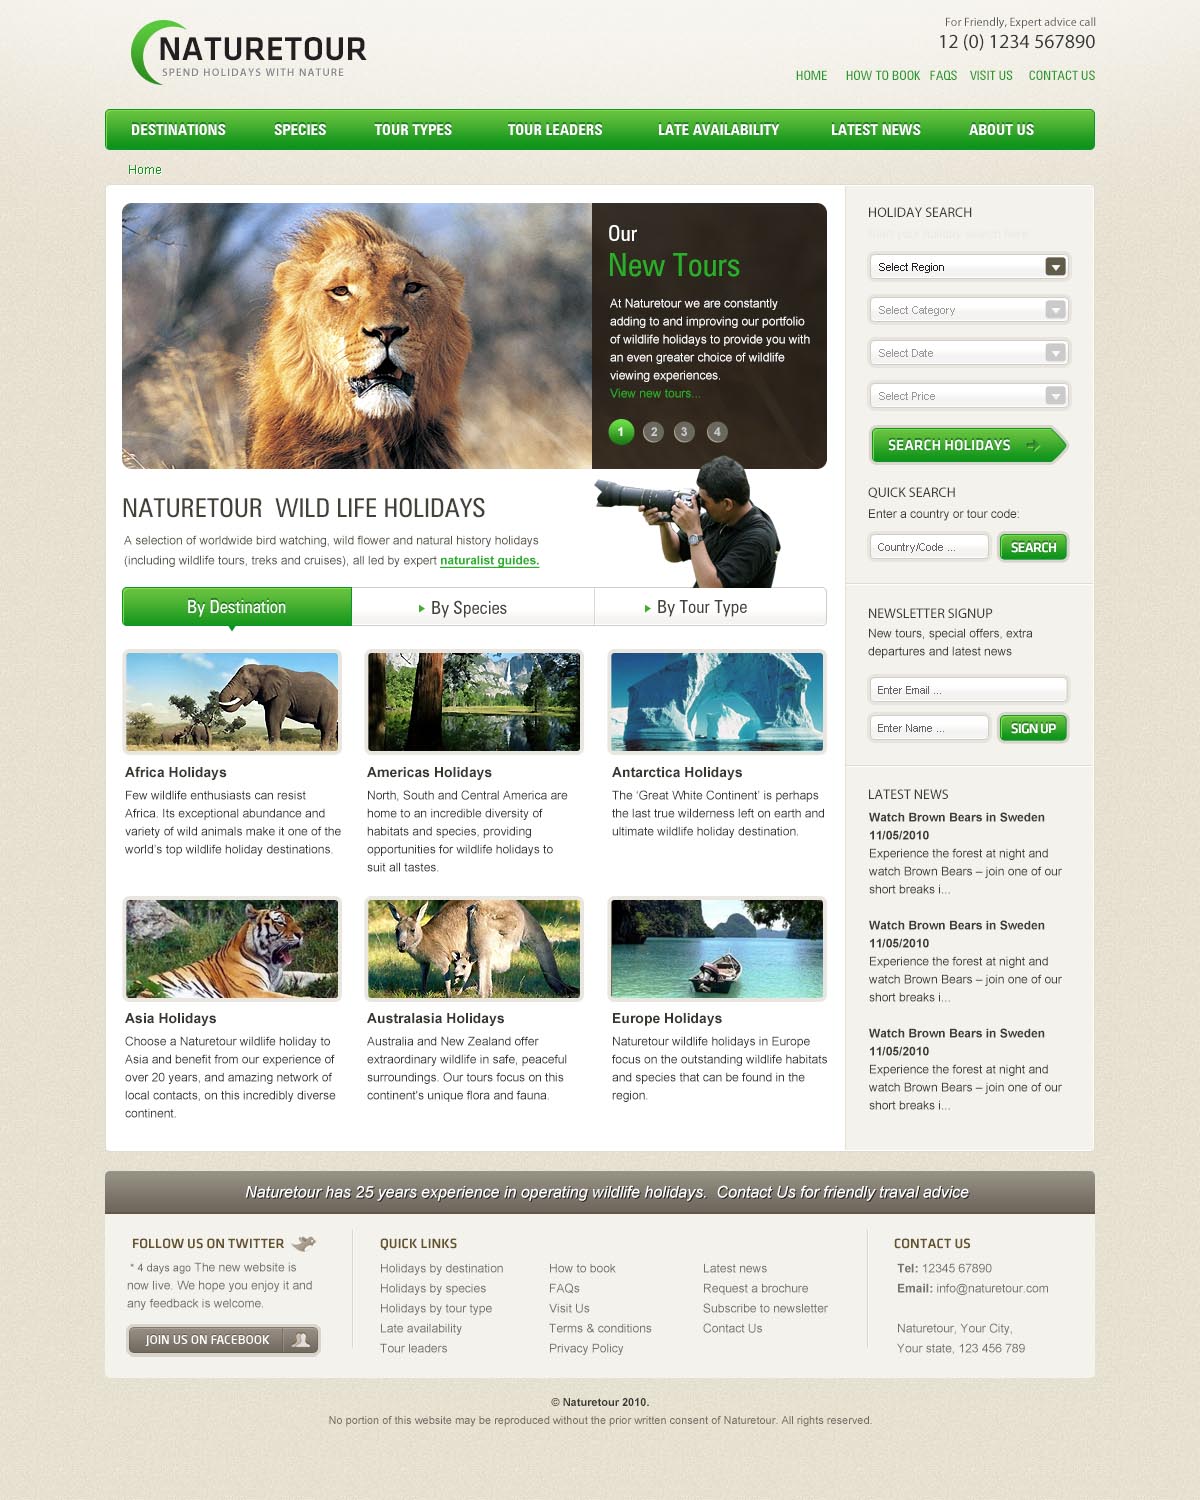 NATURETOUR
SPEND HOLIDAYS WITH NATURE
For Friendly, Expert advice call
12 (0) 1234 567890
HOME HOW TO BOOK FAQS VISIT US CONTACT US
DESTINATIONS SPECIES TOUR TYPES TOUR LEADERS LATE AVAILABILITY LATEST NEWS ABOUT US
Home
Our
New Tours
At Naturetour we are constantly
adding to and improving our portfolio
of wildlife holidays to provide you with
an even greater choice of wildlife
viewing experiences.
View new tours...
1 2 3 4
NATURETOUR WILD LIFE HOLIDAYS
A selection of worldwide bird watching, wild flower and natural history holidays
(including wildlife tours, treks and cruises), all led by expert naturalist guides.
By Destination By Species By Tour Type
Africa Holidays
Few wildlife enthusiasts can resist
Africa. Its exceptional abundance and
variety of wild animals make it one of the
world's top wildlife holiday destinations.
Americas Holidays
North, South and Central America are
home to an incredible diversity of
habitats and species, providing
opportunities for wildlife holidays to
suit all tastes.
Antarctica Holidays
The 'Great White Continent' is perhaps
the last true wilderness left on earth and
ultimate wildlife holiday destination.
Asia Holidays
Choose a Naturetour wildlife holiday to
Asia and benefit from our experience of
over 20 years, and amazing network of
local contacts, on this incredibly diverse
continent.
Australasia Holidays
Australia and New Zealand offer
extraordinary wildlife in safe, peaceful
surroundings. Our tours focus on this
continent's unique flora and fauna.
Europe Holidays
Naturetour wildlife holidays in Europe
focus on the outstanding wildlife habitats
and species that can be found in the
region.
HOLIDAY SEARCH
Start your holiday search here
Select Region
Select Category
Select Date
Select Price
SEARCH HOLIDAYS
QUICK SEARCH
Enter a country or tour code:
Country/Code ... SEARCH
NEWSLETTER SIGNUP
New tours, special offers, extra
departures and latest news
Enter Email ...
Enter Name ... SIGN UP
LATEST NEWS
Watch Brown Bears in Sweden
11/05/2010
Experience the forest at night and
watch Brown Bears – join one of our
short breaks i...
Watch Brown Bears in Sweden
11/05/2010
Experience the forest at night and
watch Brown Bears – join one of our
short breaks i...
Watch Brown Bears in Sweden
11/05/2010
Experience the forest at night and
watch Brown Bears – join one of our
short breaks i...
Naturetour has 25 years experience in operating wildlife holidays. Contact Us for friendly traval advice
FOLLOW US ON TWITTER
* 4 days ago The new website is
now live. We hope you enjoy it and
any feedback is welcome.
JOIN US ON FACEBOOK
QUICK LINKS
Holidays by destination
Holidays by species
Holidays by tour type
Late availability
Tour leaders
How to book
FAQs
Visit Us
Terms & conditions
Privacy Policy
Latest news
Request a brochure
Subscribe to newsletter
Contact Us
CONTACT US
Tel: 12345 67890
Email: info@naturetour.com
Naturetour, Your City,
Your state, 123 456 789
© Naturetour 2010.
No portion of this website may be reproduced without the prior written consent of Naturetour. All rights reserved.